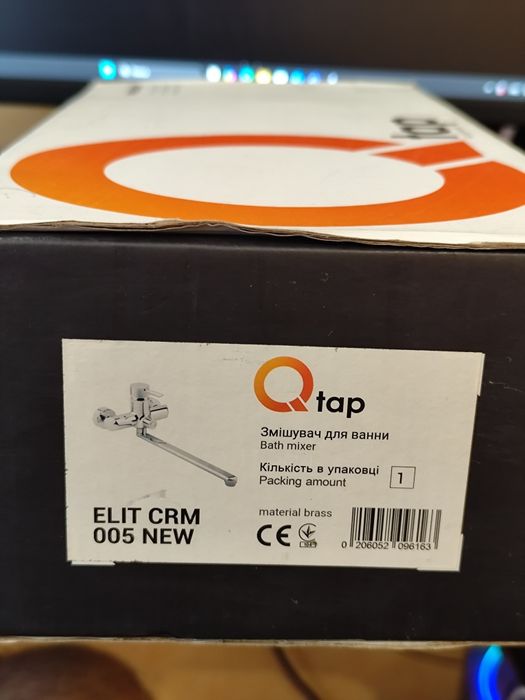 Qtap
Qtap
Змішувач для ванни
Bath mixer
Кількість в упаковці
Packing amount
1
ELIT CRM
005 NEW
material brass
CE
0 206052 096163